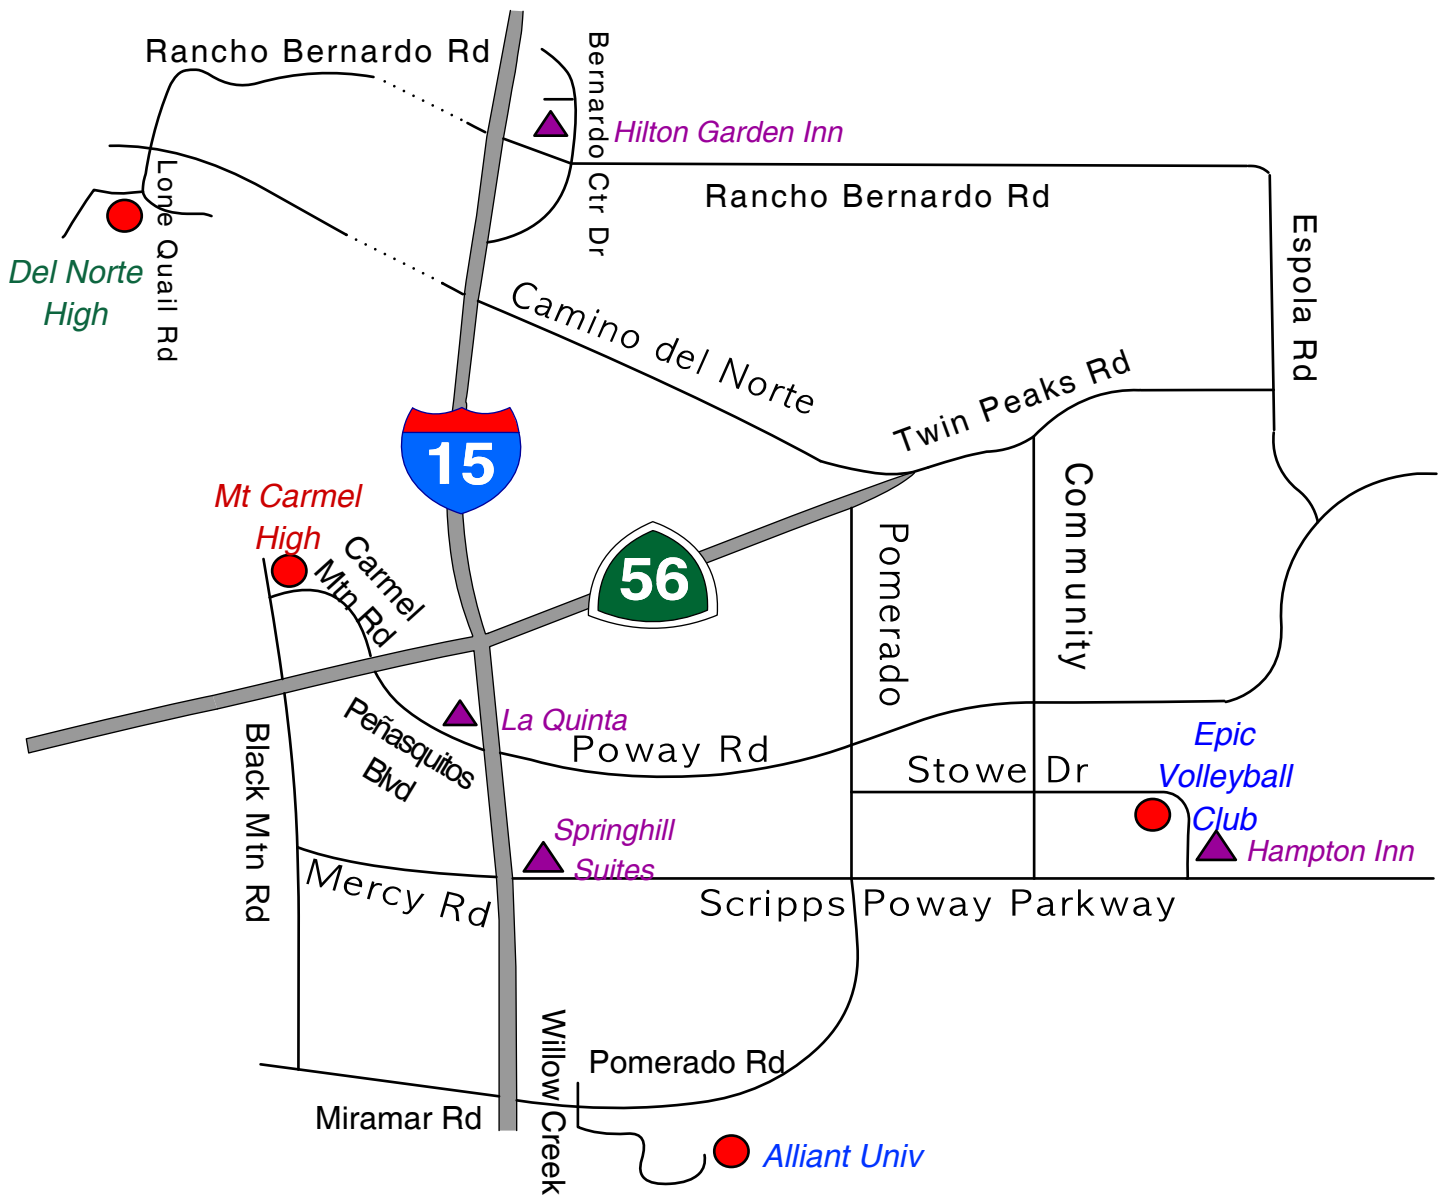 Rancho Bernardo Rd
Bernardo Ctr Dr
Hilton Garden Inn
Rancho Bernardo Rd
Lone Quail Rd
Del Norte
High
Espola Rd
Camino del Norte
Twin Peaks Rd
15
Mt Carmel
High
Carmel
Mtn Rd
56
Pomerado
Community
La Quinta
Peñasquitos
Blvd
Poway Rd
Black Mtn Rd
Stowe Dr
Epic
Volleyball
Club
Hampton Inn
Springhill
Suites
Mercy Rd
Scripps Poway Parkway
Willow Creek
Pomerado Rd
Miramar Rd
Alliant Univ